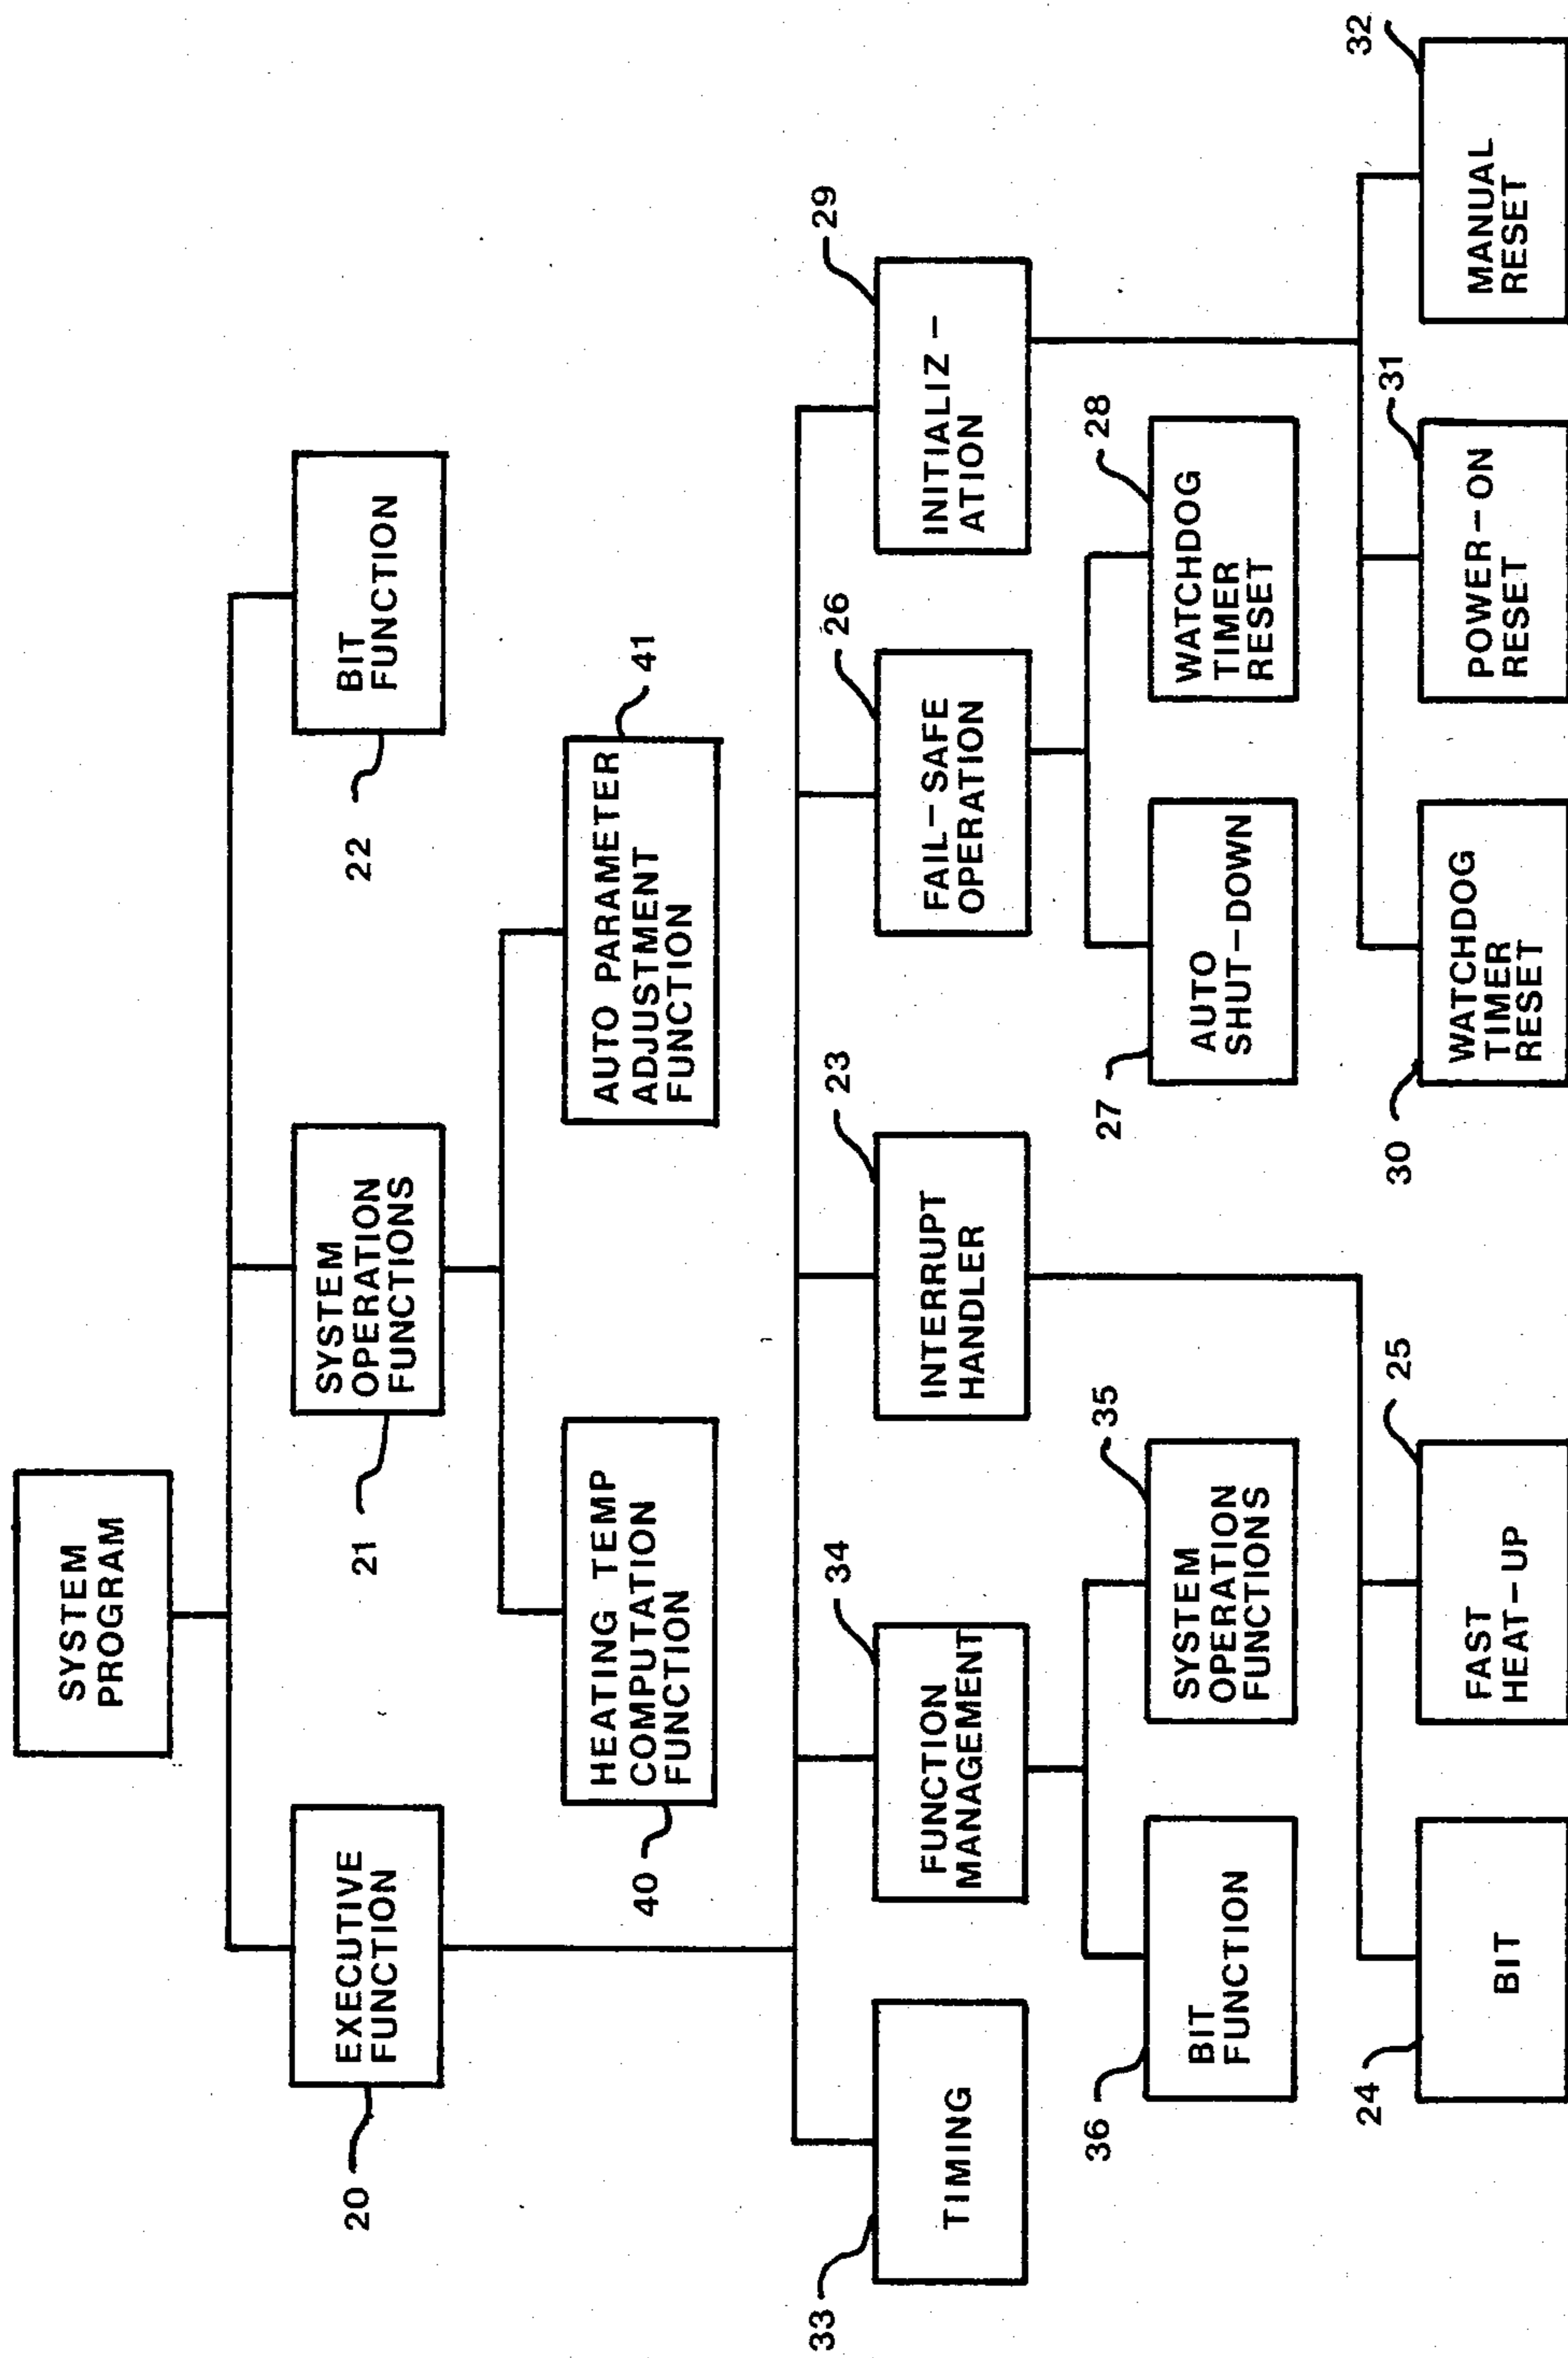 SYSTEM
PROGRAM
EXECUTIVE
FUNCTION
20
SYSTEM
OPERATION
FUNCTIONS
21
BIT
FUNCTION
22
HEATING TEMP
COMPUTATION
FUNCTION
40
AUTO PARAMETER
ADJUSTMENT
FUNCTION
41
TIMING
33
FUNCTION
MANAGEMENT
34
INTERRUPT
HANDLER
23
FAIL-SAFE
OPERATION
26
INITIALIZ-
ATION
29
BIT
FUNCTION
36
SYSTEM
OPERATION
FUNCTIONS
35
AUTO
SHUT-DOWN
27
WATCHDOG
TIMER
RESET
28
BIT
24
FAST
HEAT-UP
25
WATCHDOG
TIMER
RESET
30
POWER-ON
RESET
31
MANUAL
RESET
32